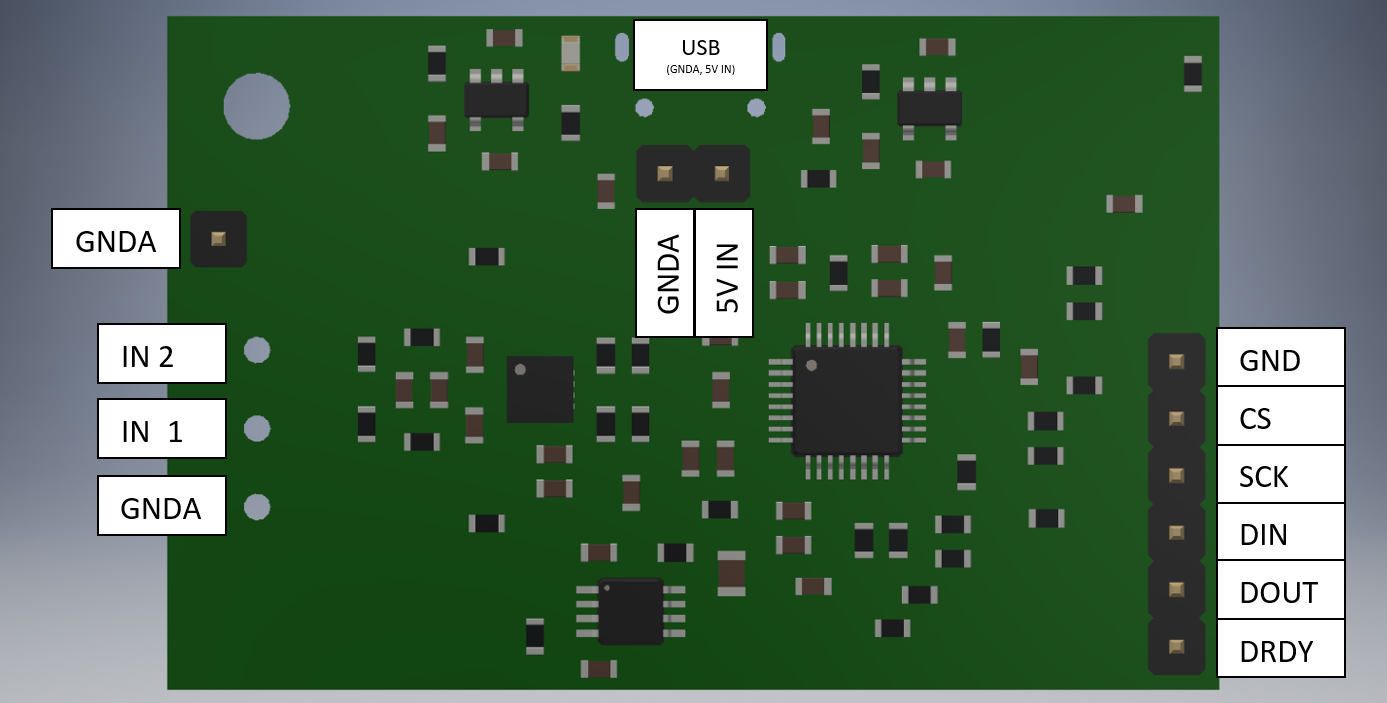 USB
(GNDA, 5V IN)
GNDA
GNDA
5V IN
IN 2
IN 1
GNDA
GND
CS
SCK
DIN
DOUT
DRDY